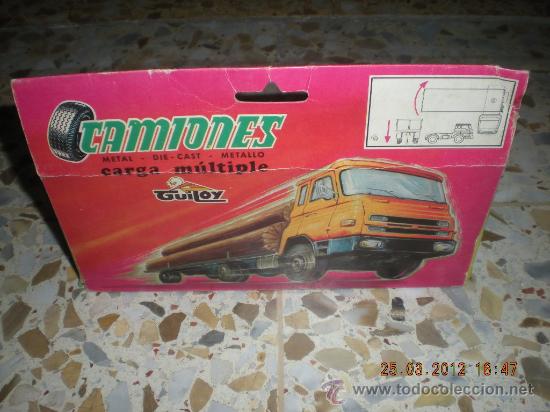 CAMIONES
METAL - DIE-CAST - METALLO
carga múltiple
GUILOY
25-03-2012 16:47
www.todocoleccion.net